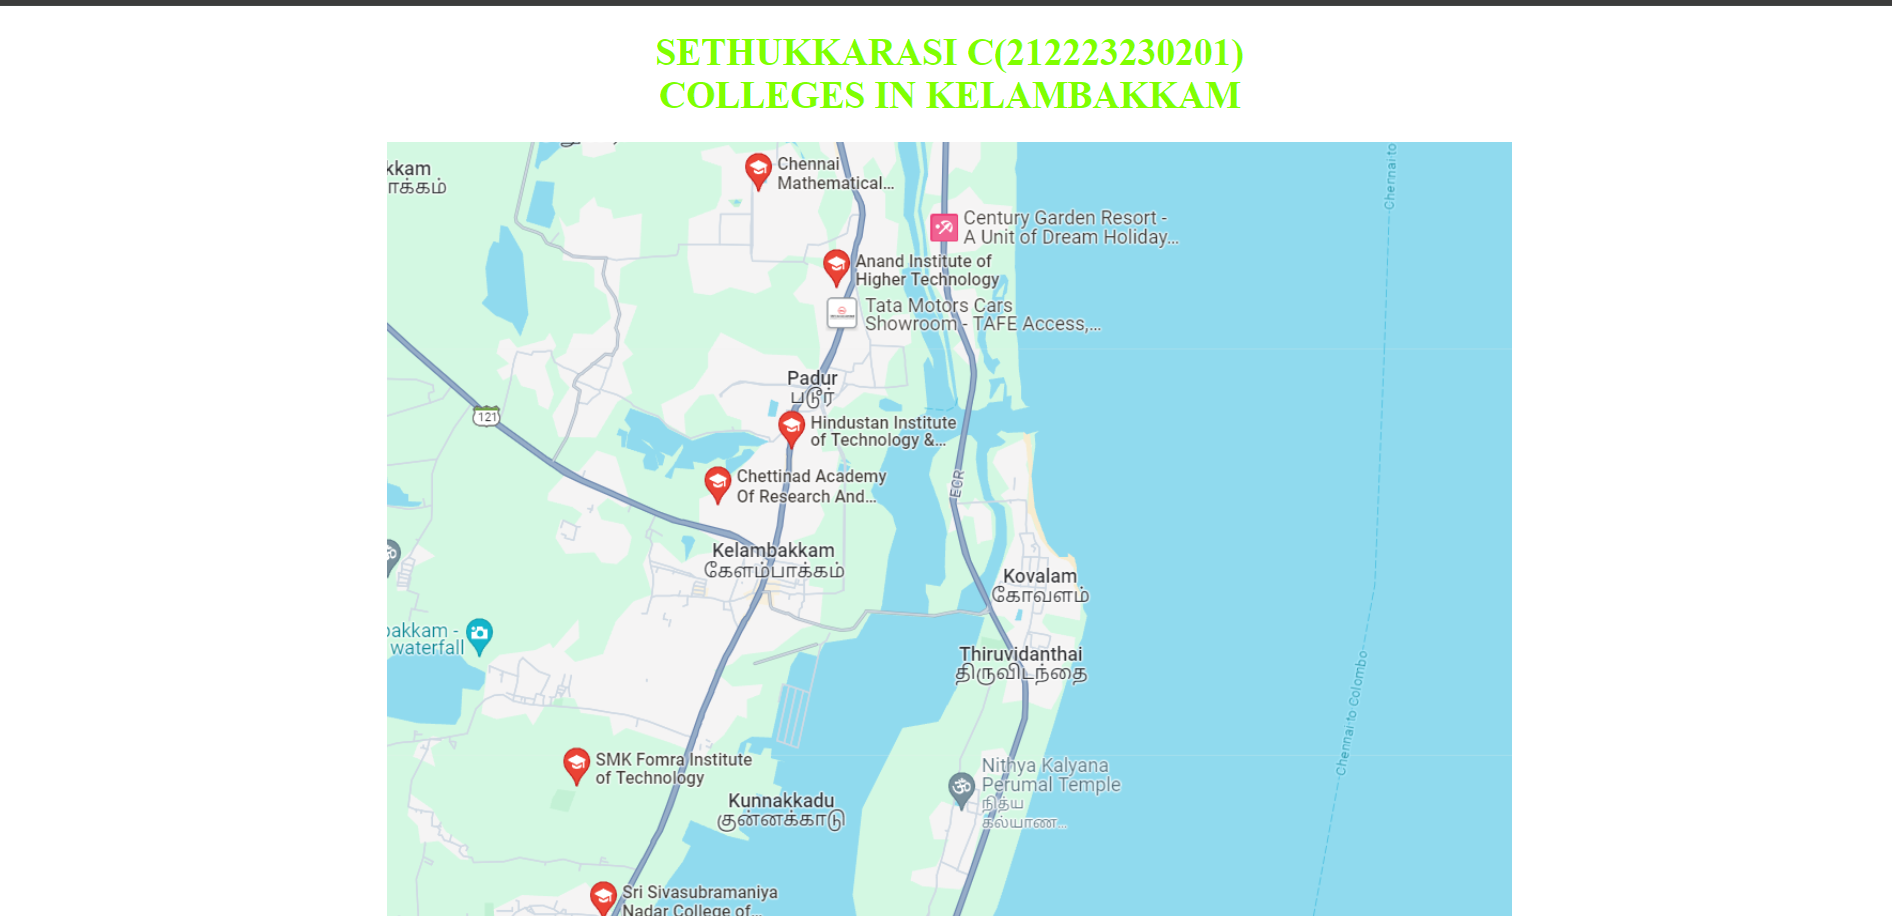 SETHUKKARASI C(212223230201)
COLLEGES IN KELAMBAKKAM
kkam
ாக்கம்
Chennai
Mathematical...
Chennai to
Century Garden Resort -
A Unit of Dream Holiday...
Anand Institute of
Higher Technology
Tata Motors Cars
Showroom - TAFE Access,...
Padur
படூர்
121
Hindustan Institute
of Technology &...
Chettinad Academy
Of Research And...
ECR
Kelambakkam
கேளம்பாக்கம்
Kovalam
கோவளம்
bakkam -
waterfall
Thiruvidanthai
திருவிடந்தை
Chennai to Colombo
SMK Fomra Institute
of Technology
Nithya Kalyana
Perumal Temple
நித்ய
கல்யாண...
Kunnakkadu
குன்னக்காடு
Sri Sivasubramaniya
Nadar College of...